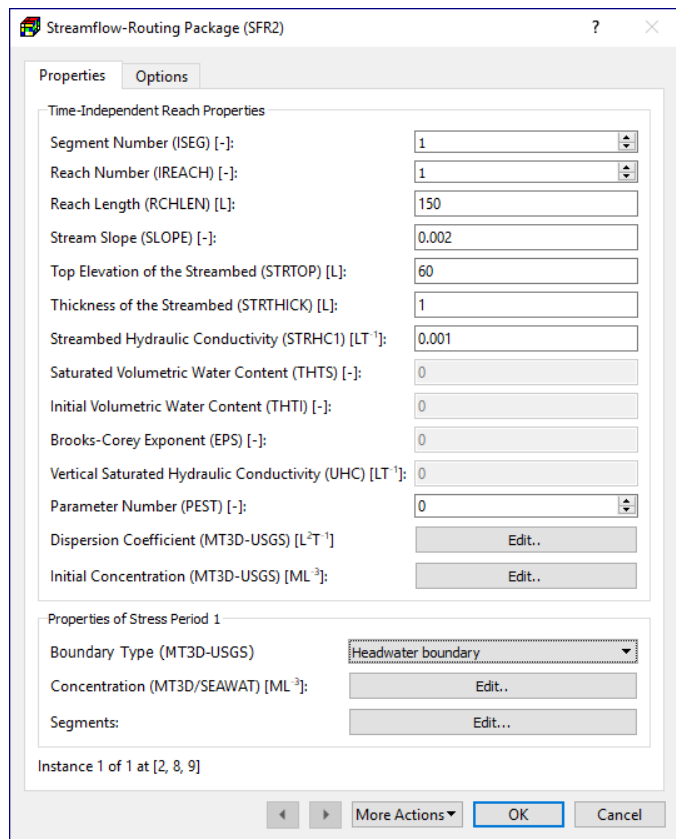 Streamflow-Routing Package (SFR2) ?
Properties Options
Time-Independent Reach Properties
Segment Number (ISEG) [-]: 1
Reach Number (IREACH) [-]: 1
Reach Length (RCHLEN) [L]: 150
Stream Slope (SLOPE) [-]: 0.002
Top Elevation of the Streambed (STRTOP) [L]: 60
Thickness of the Streambed (STRTHICK) [L]: 1
Streambed Hydraulic Conductivity (STRHC1) [LT⁻¹]: 0.001
Saturated Volumetric Water Content (THTS) [-]: 0
Initial Volumetric Water Content (THTI) [-]: 0
Brooks-Corey Exponent (EPS) [-]: 0
Vertical Saturated Hydraulic Conductivity (UHC) [LT⁻¹]: 0
Parameter Number (PEST) [-]: 0
Dispersion Coefficient (MT3D-USGS) [L²T⁻¹] Edit..
Initial Concentration (MT3D-USGS) [ML⁻³]: Edit..
Properties of Stress Period 1
Boundary Type (MT3D-USGS) Headwater boundary
Concentration (MT3D/SEAWAT) [ML⁻³]: Edit..
Segments: Edit...
Instance 1 of 1 at [2, 8, 9]
More Actions OK Cancel